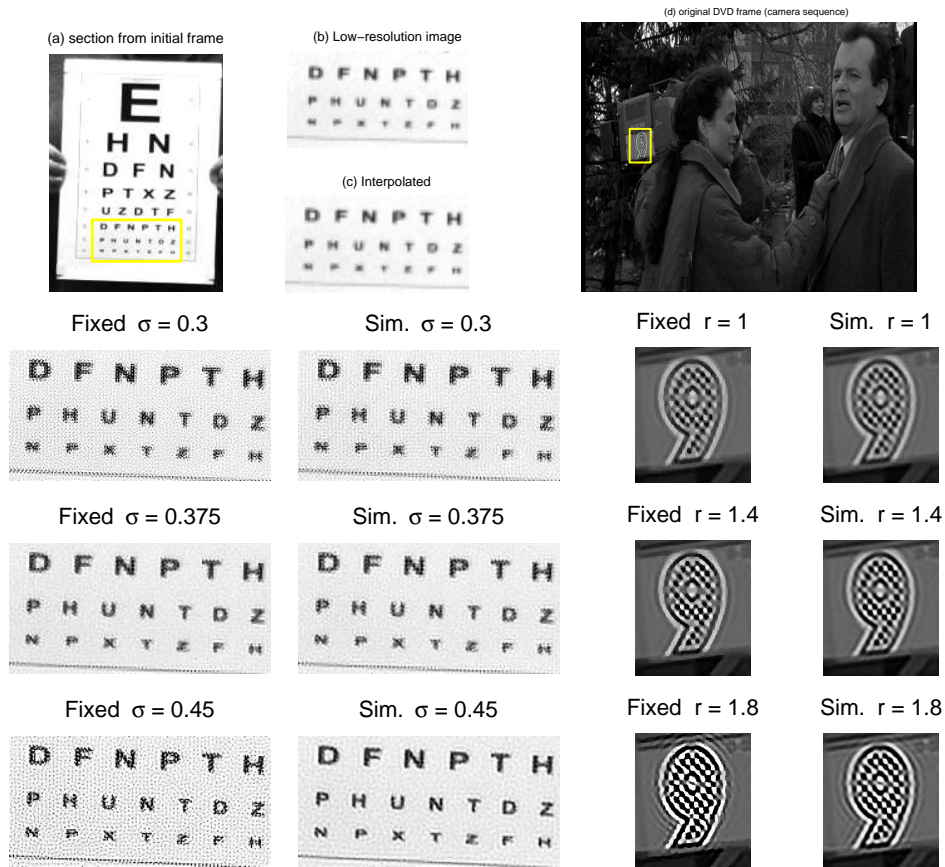 (d) original DVD frame (camera sequence)
(a) section from initial frame
(b) Low−resolution image
E
H N
D F N
P T X Z
U Z D T F
D F N P T H
P H U N T D Z
N P X T Z F H
D F N P T H
P H U N T D Z
N P X T Z F H
(c) Interpolated
D F N P T H
P H U N T D Z
N P X T Z F H
Fixed σ = 0.3
Sim. σ = 0.3
Fixed r = 1
Sim. r = 1
D F N P T H
P H U N T D Z
N P X T Z F H
D F N P T H
P H U N T D Z
N P X T Z F H
9
9
Fixed σ = 0.375
Sim. σ = 0.375
Fixed r = 1.4
Sim. r = 1.4
D F N P T H
P H U N T D Z
N P X T Z F H
D F N P T H
P H U N T D Z
N P X T Z F H
9
9
Fixed σ = 0.45
Sim. σ = 0.45
Fixed r = 1.8
Sim. r = 1.8
D F N P T H
P H U N T D Z
N P X T Z F H
D F N P T H
P H U N T D Z
N P X T Z F H
9
9